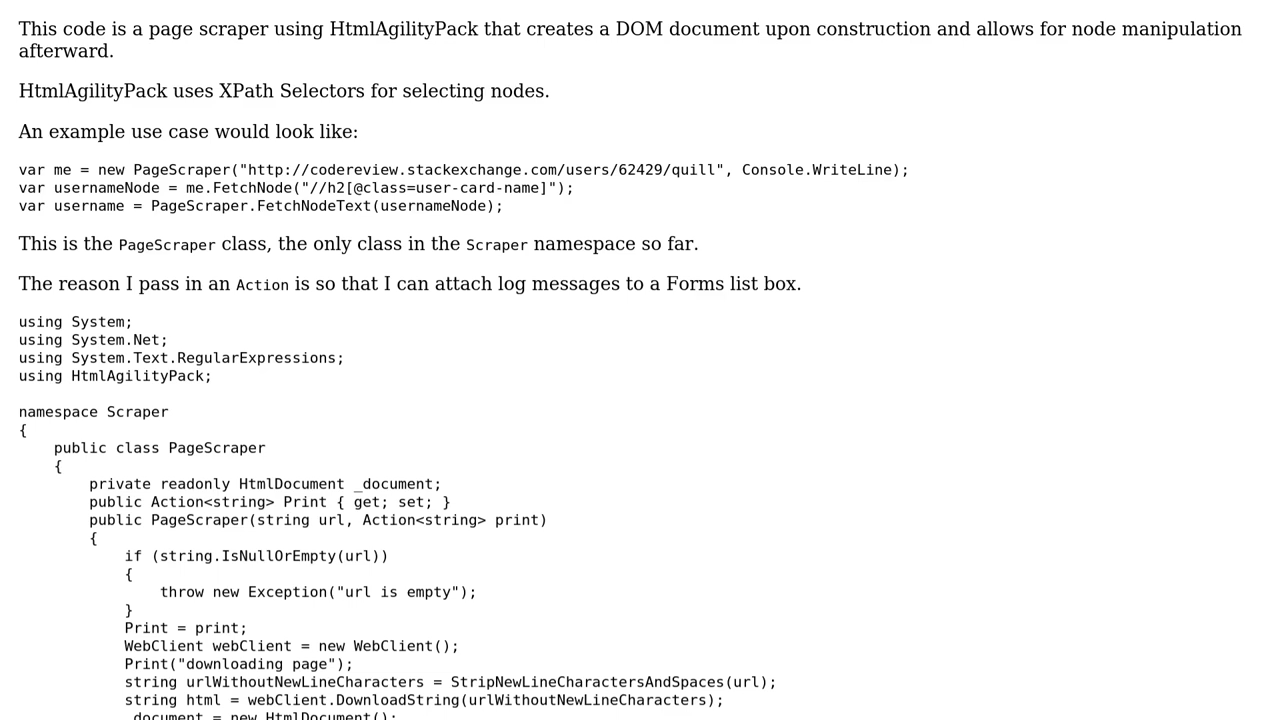 This code is a page scraper using HtmlAgilityPack that creates a DOM document upon construction and allows for node manipulation
afterward.
HtmlAgilityPack uses XPath Selectors for selecting nodes.
An example use case would look like:
var me = new PageScraper("http://codereview.stackexchange.com/users/62429/quill", Console.WriteLine);
var usernameNode = me.FetchNode("//h2[@class=user-card-name]");
var username = PageScraper.FetchNodeText(usernameNode);
This is the PageScraper class, the only class in the Scraper namespace so far.
The reason I pass in an Action is so that I can attach log messages to a Forms list box.
using System;
using System.Net;
using System.Text.RegularExpressions;
using HtmlAgilityPack;
namespace Scraper
{
    public class PageScraper
    {
        private readonly HtmlDocument _document;
        public Action<string> Print { get; set; }
        public PageScraper(string url, Action<string> print)
        {
            if (string.IsNullOrEmpty(url))
            {
                throw new Exception("url is empty");
            }
            Print = print;
            WebClient webClient = new WebClient();
            Print("downloading page");
            string urlWithoutNewLineCharacters = StripNewLineCharactersAndSpaces(url);
            string html = webClient.DownloadString(urlWithoutNewLineCharacters);
            _document = new HtmlDocument();